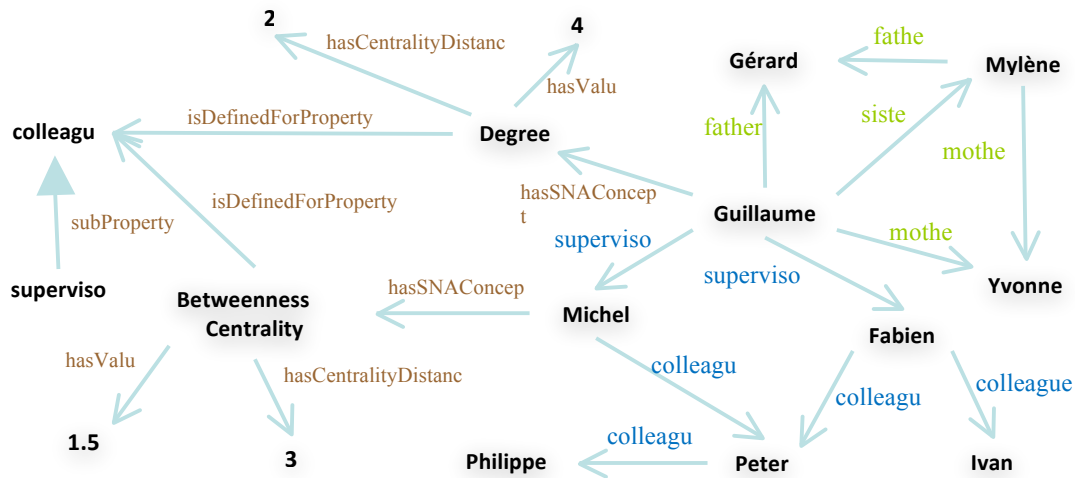 2
4
hasCentralityDistanc
Gérard
fathe
Mylène
hasValu
colleagu
isDefinedForProperty
Degree
father
siste
mothe
hasSNAConcep
t
isDefinedForProperty
subProperty
Guillaume
mothe
superviso
superviso
superviso
Betweenness
Centrality
hasSNAConcep
Michel
Yvonne
Fabien
hasValu
hasCentralityDistanc
colleagu
colleagu
colleague
1.5
3
Philippe
colleagu
Peter
Ivan